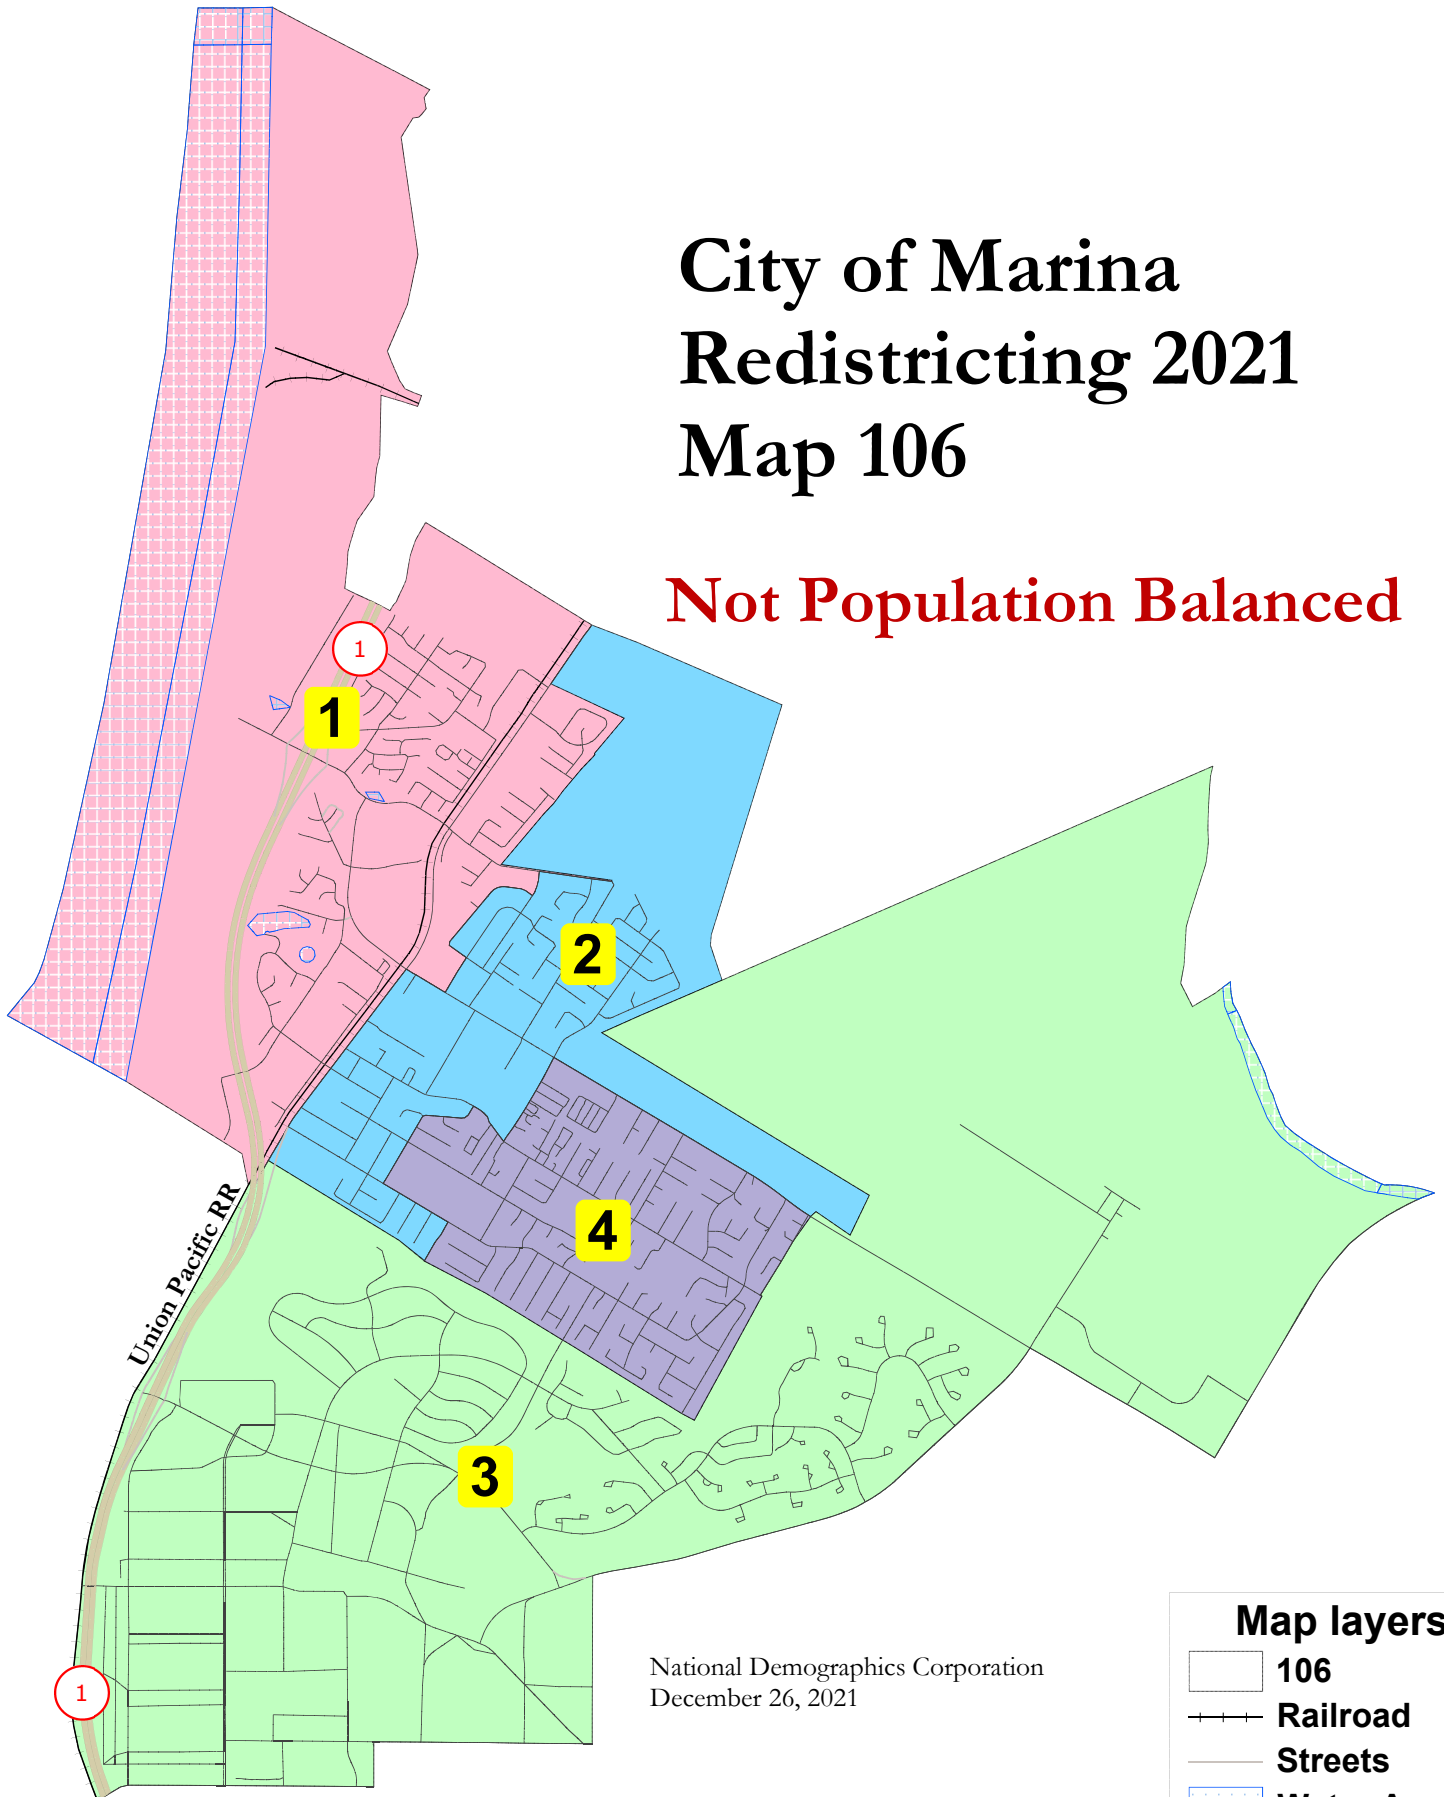 City of Marina
Redistricting 2021
Map 106
Not Population Balanced
1
1
2
4
Union Pacific RR
3
1
National Demographics Corporation
December 26, 2021
Map layers
106
Railroad
Streets